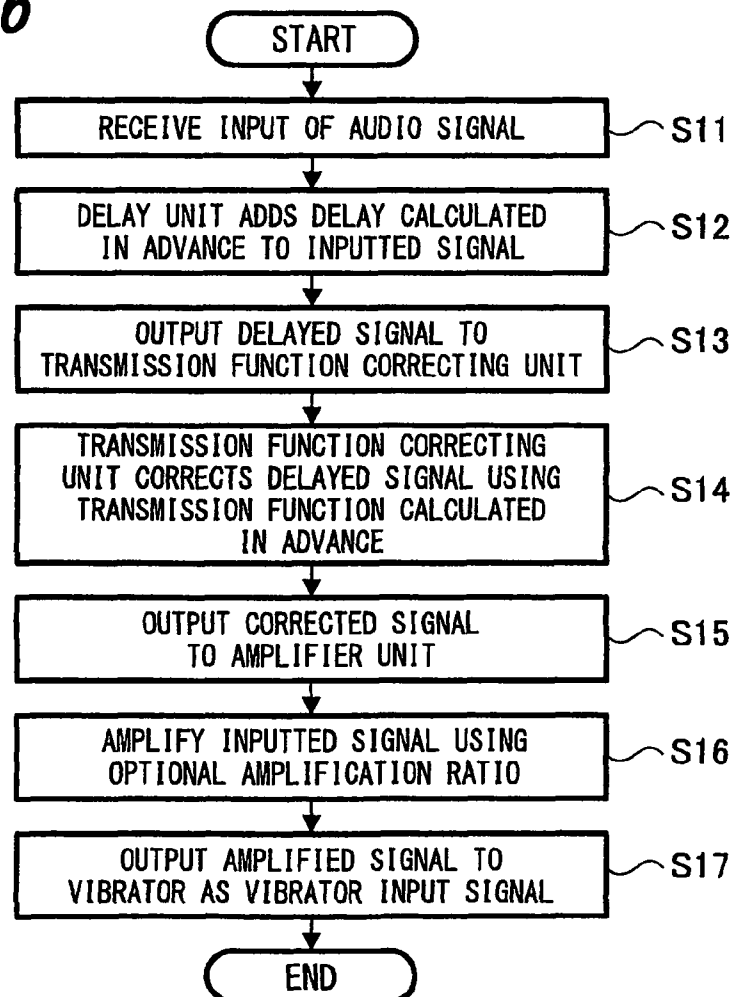 START
RECEIVE INPUT OF AUDIO SIGNAL
S11
DELAY UNIT ADDS DELAY CALCULATED
IN ADVANCE TO INPUTTED SIGNAL
S12
OUTPUT DELAYED SIGNAL TO
TRANSMISSION FUNCTION CORRECTING UNIT
S13
TRANSMISSION FUNCTION CORRECTING
UNIT CORRECTS DELAYED SIGNAL USING
TRANSMISSION FUNCTION CALCULATED
IN ADVANCE
S14
OUTPUT CORRECTED SIGNAL
TO AMPLIFIER UNIT
S15
AMPLIFY INPUTTED SIGNAL USING
OPTIONAL AMPLIFICATION RATIO
S16
OUTPUT AMPLIFIED SIGNAL TO
VIBRATOR AS VIBRATOR INPUT SIGNAL
S17
END